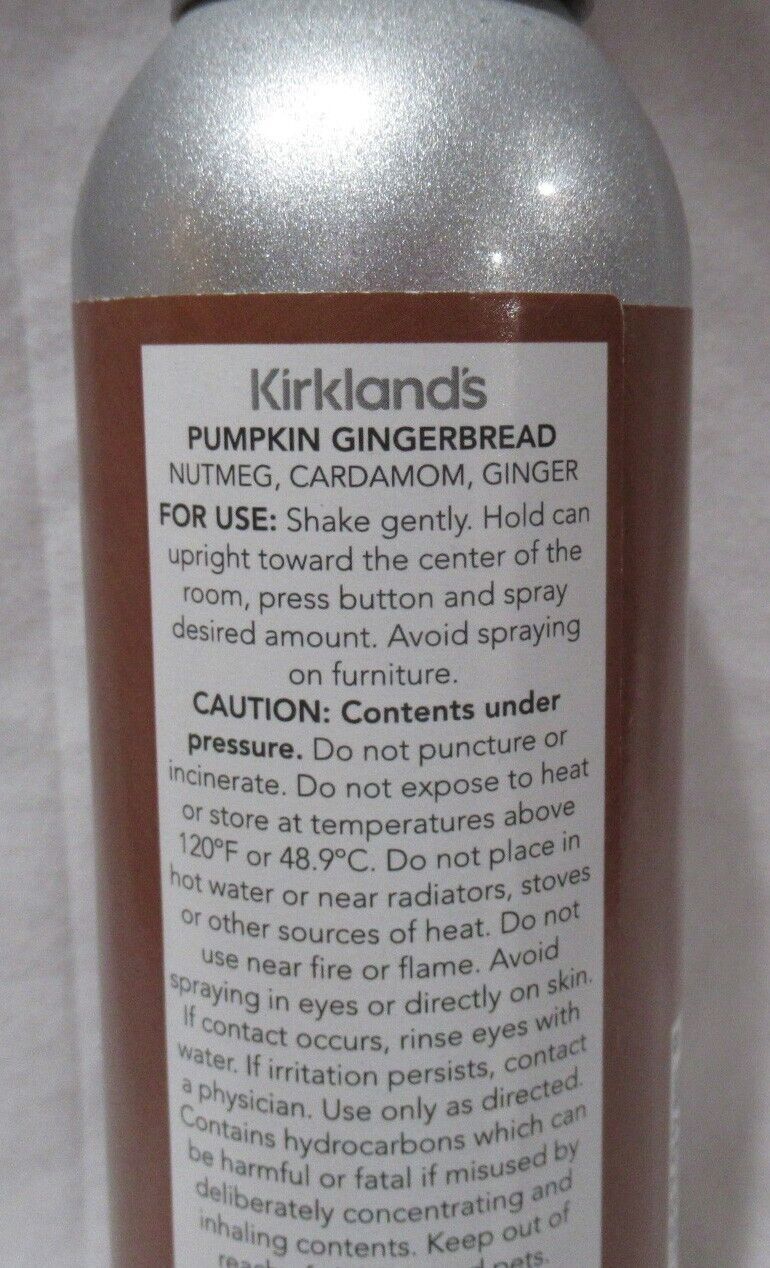 Kirkland's
PUMPKIN GINGERBREAD
NUTMEG, CARDAMOM, GINGER
FOR USE: Shake gently. Hold can
upright toward the center of the
room, press button and spray
desired amount. Avoid spraying
on furniture.
CAUTION: Contents under
pressure. Do not puncture or
incinerate. Do not expose to heat
or store at temperatures above
120°F or 48.9°C. Do not place in
hot water or near radiators, stoves
or other sources of heat. Do not
use near fire or flame. Avoid
spraying in eyes or directly on skin.
If contact occurs, rinse eyes with
water. If irritation persists, contact
a physician. Use only as directed.
Contains hydrocarbons which can
be harmful or fatal if misused by
deliberately concentrating and
inhaling contents. Keep out of
pets.